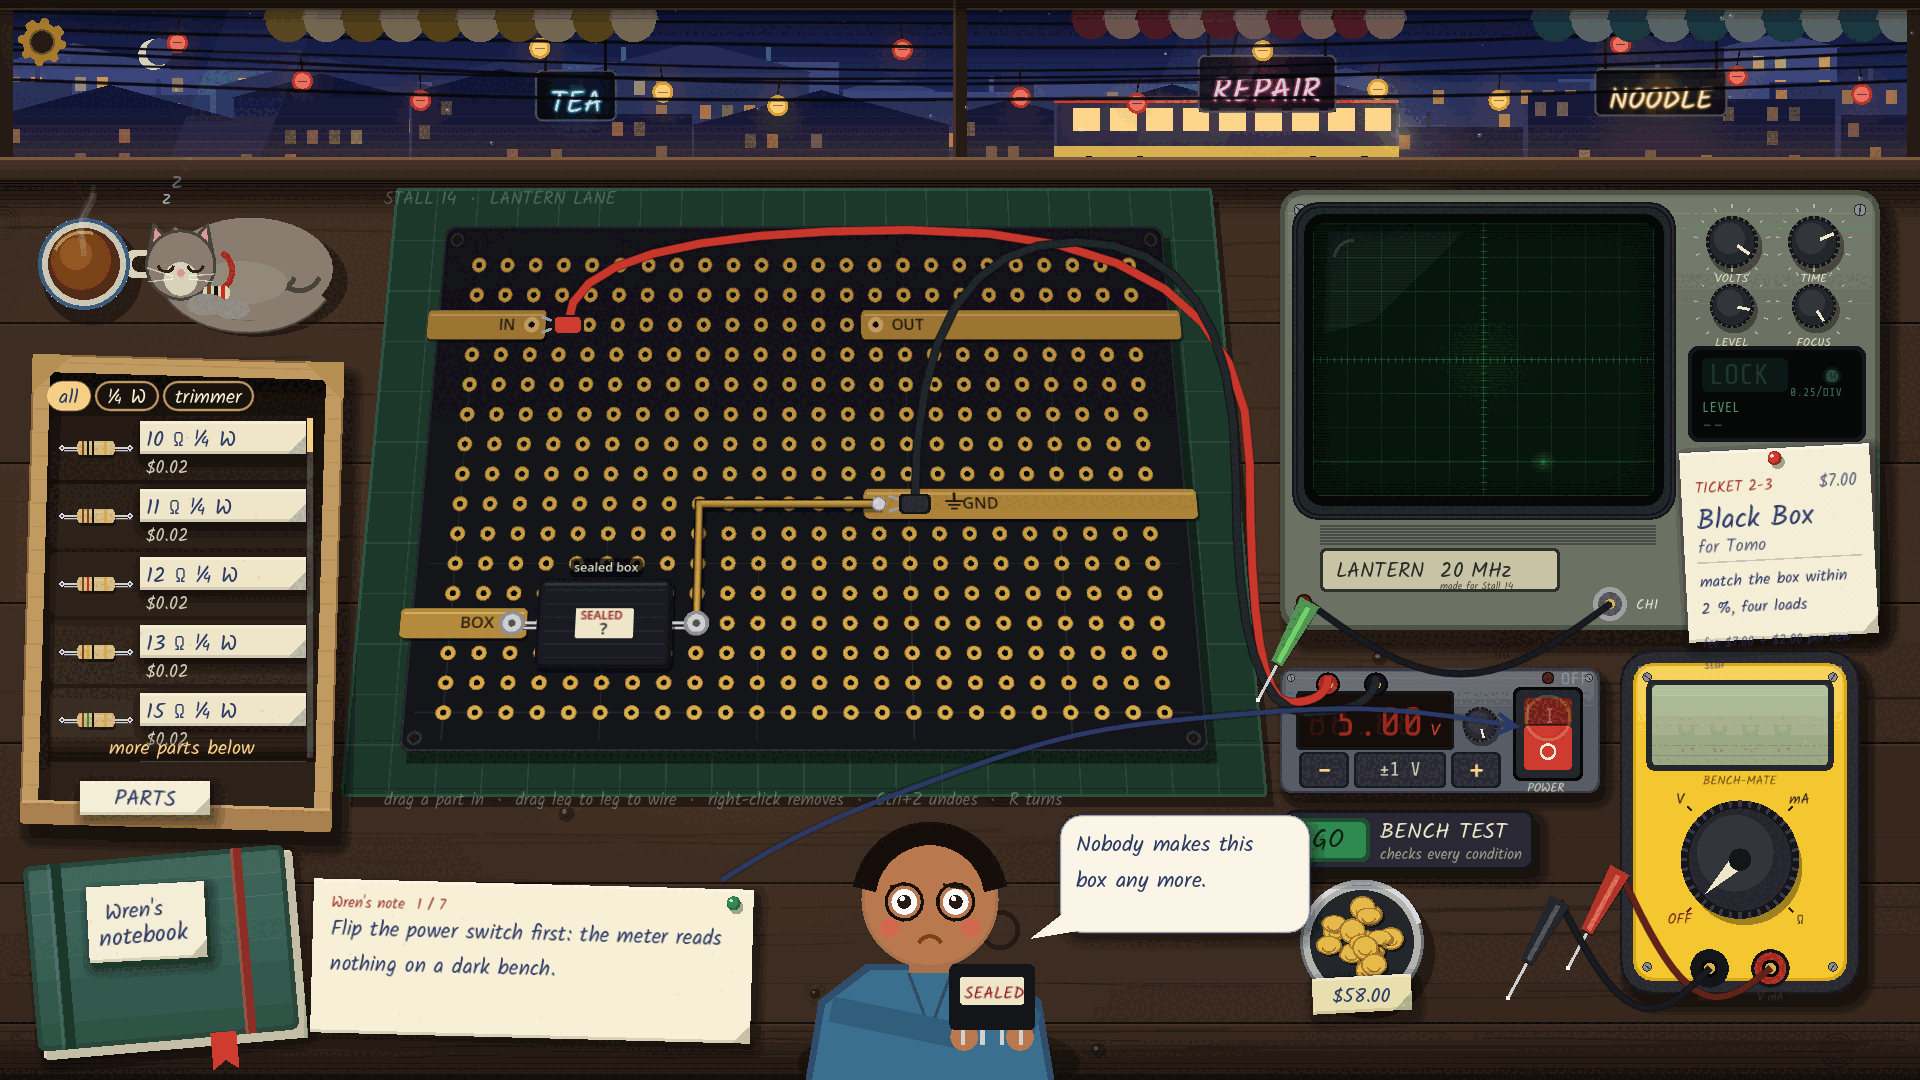 TEA
REPAIR
NOODLE
z
z
STALL 14 · LANTERN LANE
IN
OUT
GND
sealed box
SEALED
?
BOX
drag a part in · drag leg to leg to wire · right-click removes · Ctrl+Z undoes · R turns
all
¼ W
trimmer
10 Ω ¼ W
$0.02
11 Ω ¼ W
$0.02
12 Ω ¼ W
$0.02
13 Ω ¼ W
$0.02
15 Ω ¼ W
$0.02
more parts below
PARTS
VOLTS
TIME
LEVEL
FOCUS
LOCK
0.25/DIV
LEVEL
--
LANTERN 20 MHz
made for Stall 14
CH1
TICKET 2-3
$7.00
Black Box
for Tomo
match the box within
2 %, four loads
OFF
5.00 V
−
±1 V
+
POWER
GO
BENCH TEST
checks every condition
BENCH-MATE
V
mA
OFF
Ω
Wren's
notebook
Wren's note 1 / 7
Flip the power switch first: the meter reads
nothing on a dark bench.
Nobody makes this
box any more.
SEALED
$58.00